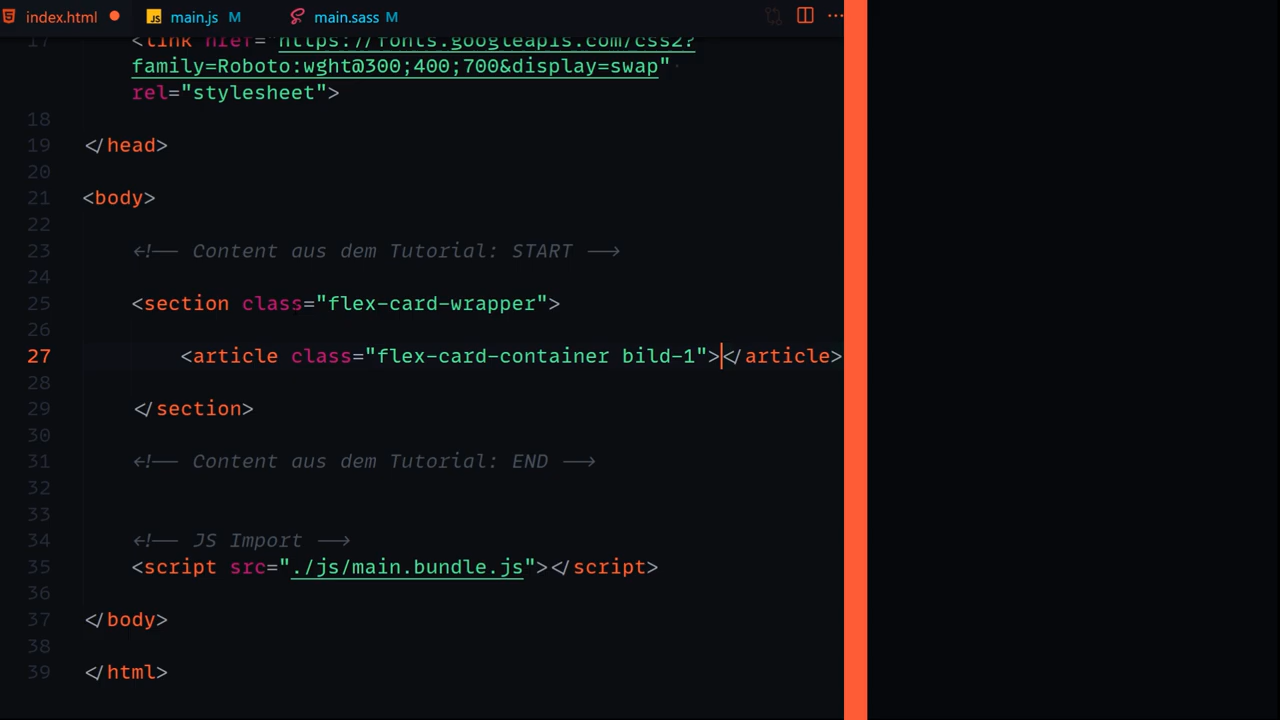 index.html
main.js M
main.sass M
17 <link href="https://fonts.googleapis.com/css2?
family=Roboto:wght@300;400;700&display=swap"
rel="stylesheet">
18
19 </head>
20
21 <body>
22
23 <!-- Content aus dem Tutorial: START -->
24
25 <section class="flex-card-wrapper">
26
27 <article class="flex-card-container bild-1"></article>
28
29 </section>
30
31 <!-- Content aus dem Tutorial: END -->
32
33
34 <!-- JS Import -->
35 <script src="./js/main.bundle.js"></script>
36
37 </body>
38
39 </html>